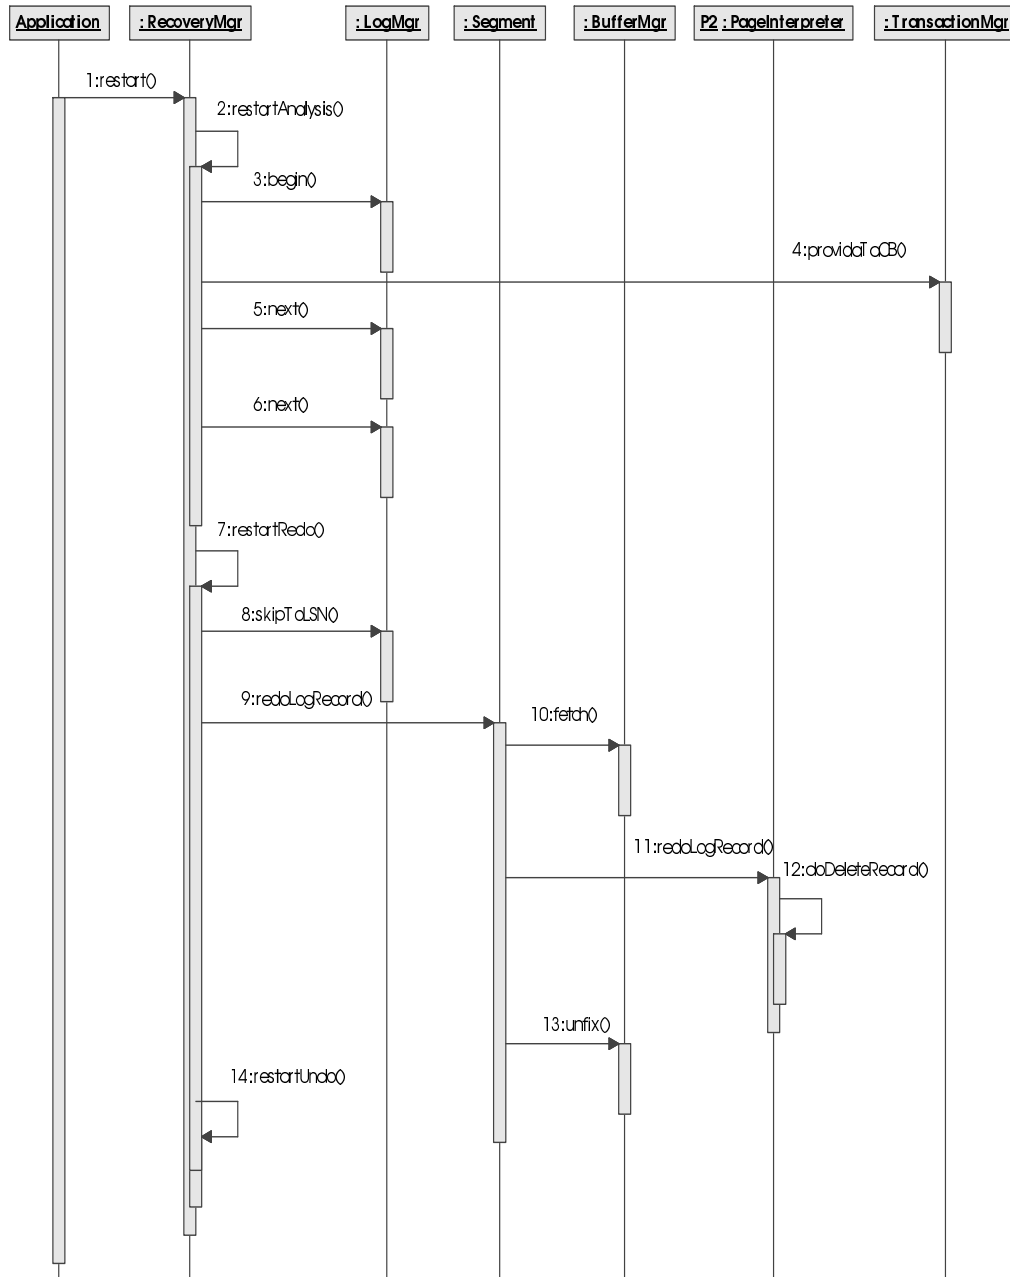 Application
: RecoveryMgr
: LogMgr
: Segment
: BufferMgr
P2 : PageInterpreter
: TransactionMgr
1:restart()
2:restartAnalysis()
3:begin()
4:providaTaCB()
5:next()
6:next()
7:restartRedo()
8:skipToLSN()
9:redoLogRecord()
10:fetch()
11:redoLogRecord()
12:doDeleteRecord()
13:unfix()
14:restartUndo()